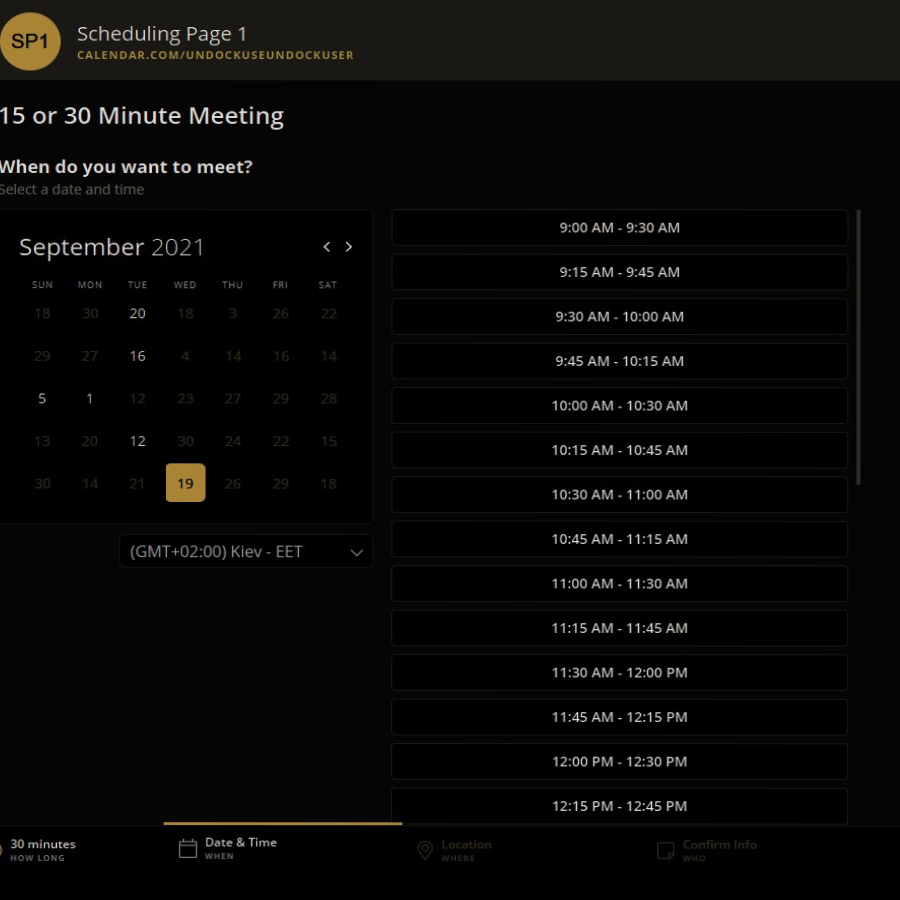 SP1
Scheduling Page 1
CALENDAR.COM/UNDOCKUSEUNDOCKUSER
15 or 30 Minute Meeting
When do you want to meet?
Select a date and time
September 2021
SUN MON TUE WED THU FRI SAT
18 30 20 18 3 26 22
29 27 16 4 14 16 14
5 1 12 23 27 29 28
13 20 12 30 24 22 15
30 14 21 19 26 29 18
(GMT+02:00) Kiev - EET
9:00 AM - 9:30 AM
9:15 AM - 9:45 AM
9:30 AM - 10:00 AM
9:45 AM - 10:15 AM
10:00 AM - 10:30 AM
10:15 AM - 10:45 AM
10:30 AM - 11:00 AM
10:45 AM - 11:15 AM
11:00 AM - 11:30 AM
11:15 AM - 11:45 AM
11:30 AM - 12:00 PM
11:45 AM - 12:15 PM
12:00 PM - 12:30 PM
12:15 PM - 12:45 PM
30 minutes
HOW LONG
Date & Time
WHEN
Location
WHERE
Confirm Info
WHO